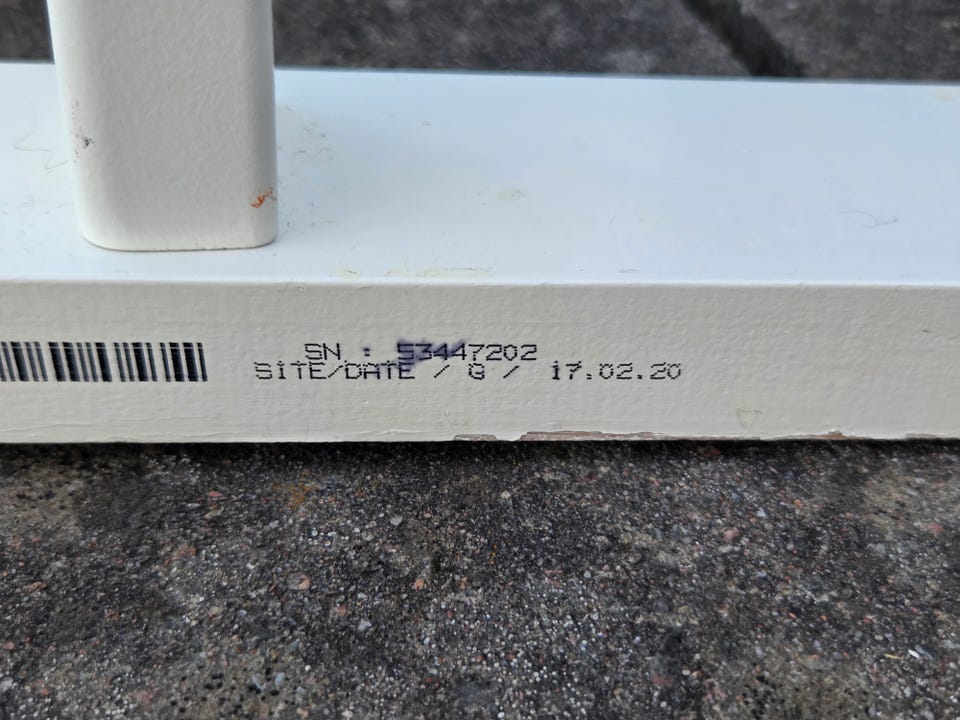 SN : 53447202
SITE/DATE / G / 17.02.20